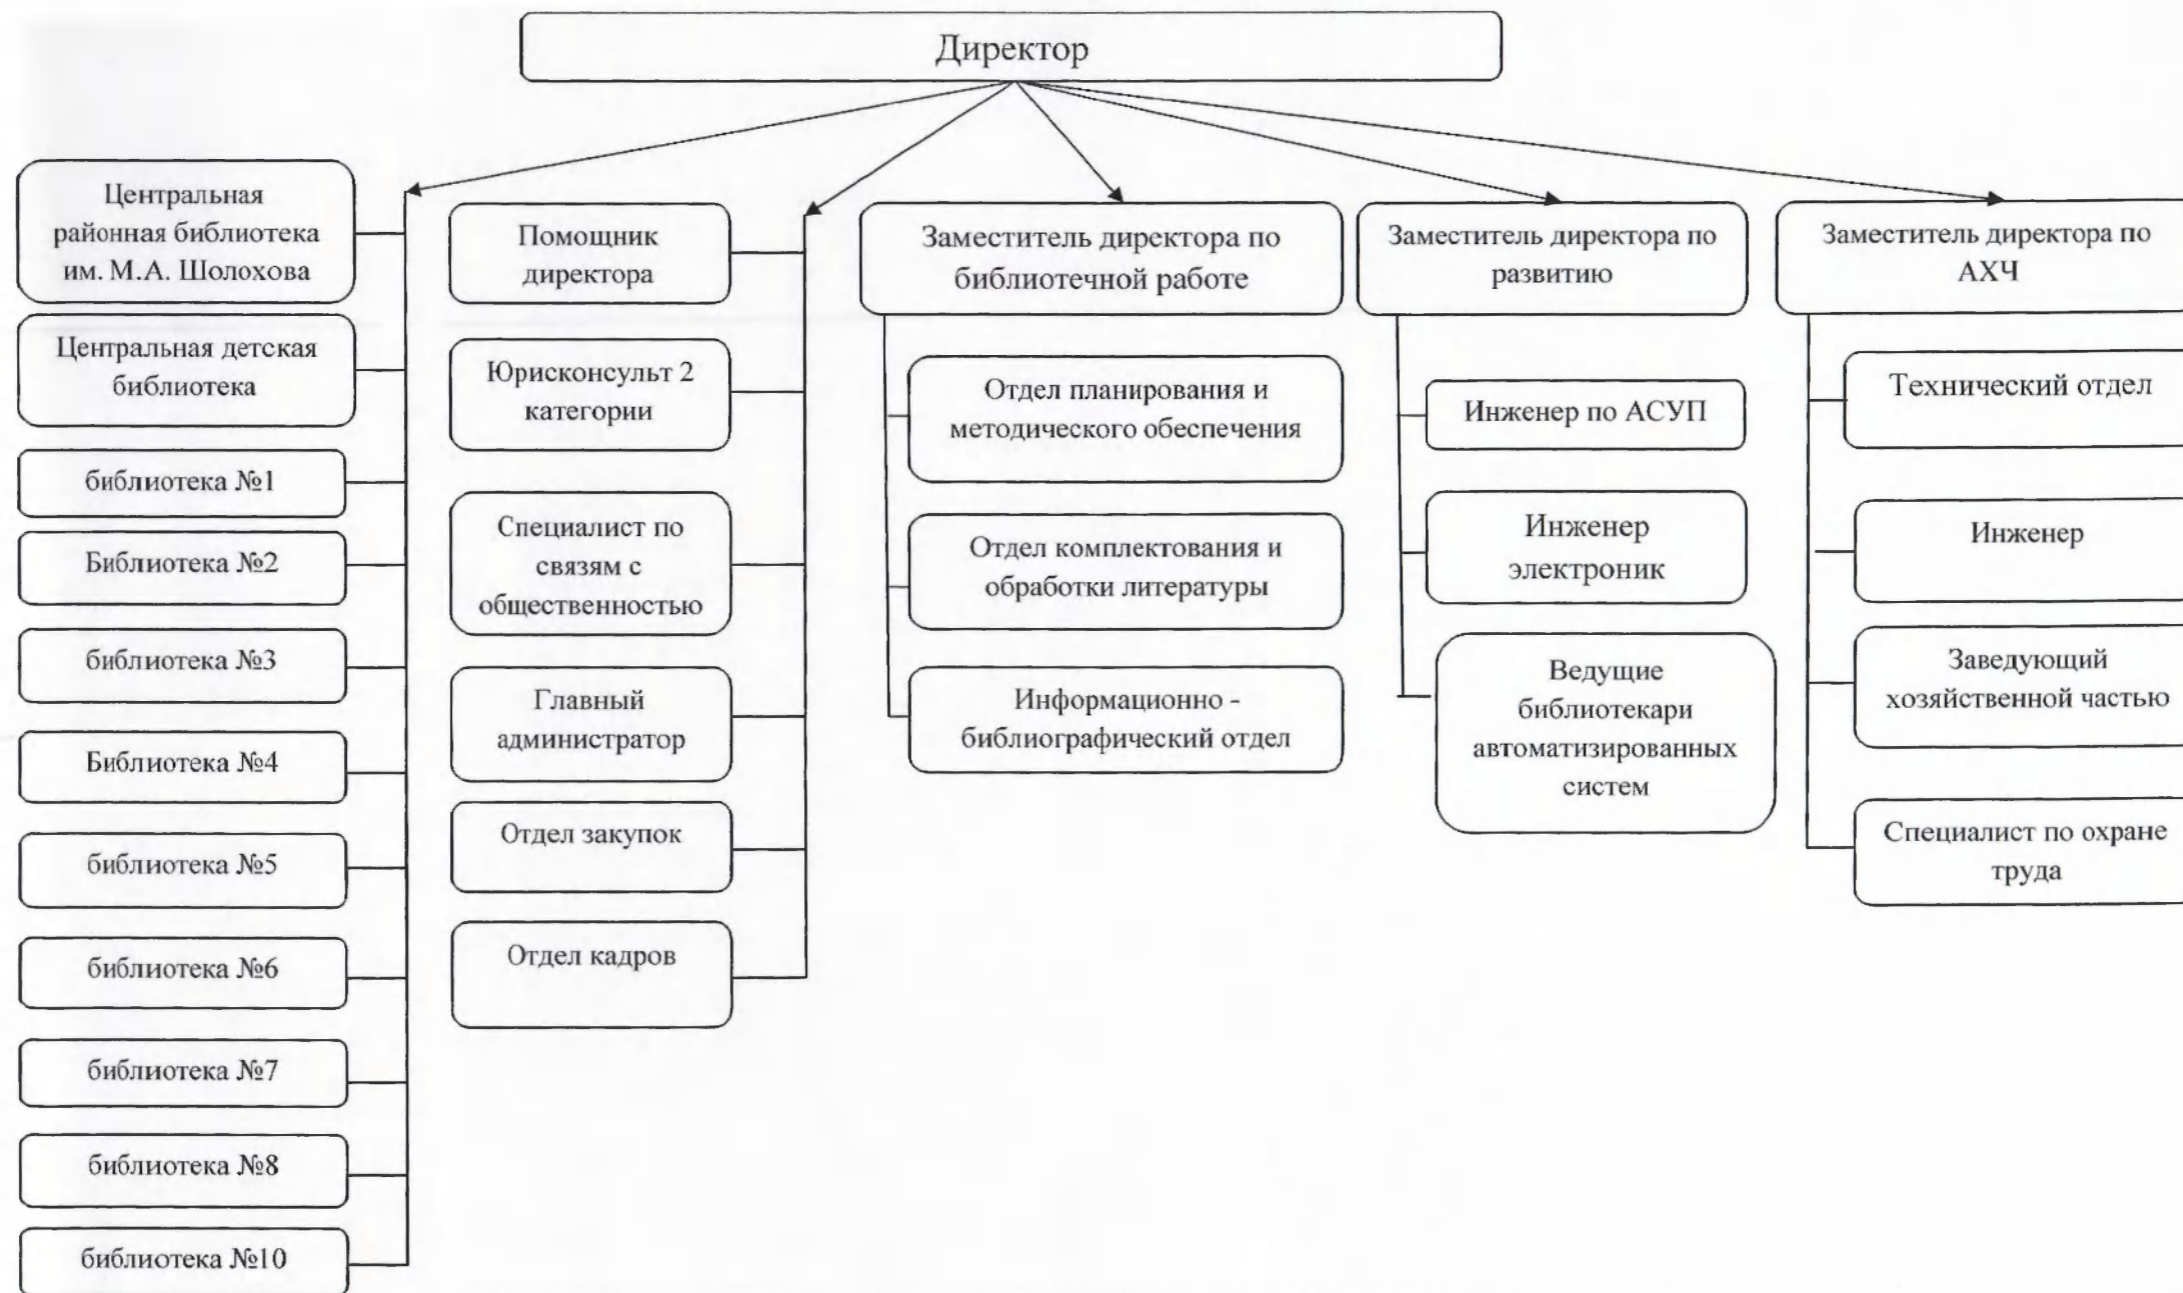 Директор
Центральная
районная библиотека
им. М.А. Шолохова
Центральная детская
библиотека
библиотека №1
Библиотека №2
библиотека №3
Библиотека №4
библиотека №5
библиотека №6
библиотека №7
библиотека №8
библиотека №10
Помощник
директора
Юрисконсульт 2
категории
Специалист по
связям с
общественностью
Главный
администратор
Отдел закупок
Отдел кадров
Заместитель директора по
библиотечной работе
Отдел планирования и
методического обеспечения
Отдел комплектования и
обработки литературы
Информационно -
библиографический отдел
Заместитель директора по
развитию
Инженер по АСУП
Инженер
электроник
Ведущие
библиотекари
автоматизированных
систем
Заместитель директора по
АХЧ
Технический отдел
Инженер
Заведующий
хозяйственной частью
Специалист по охране
труда